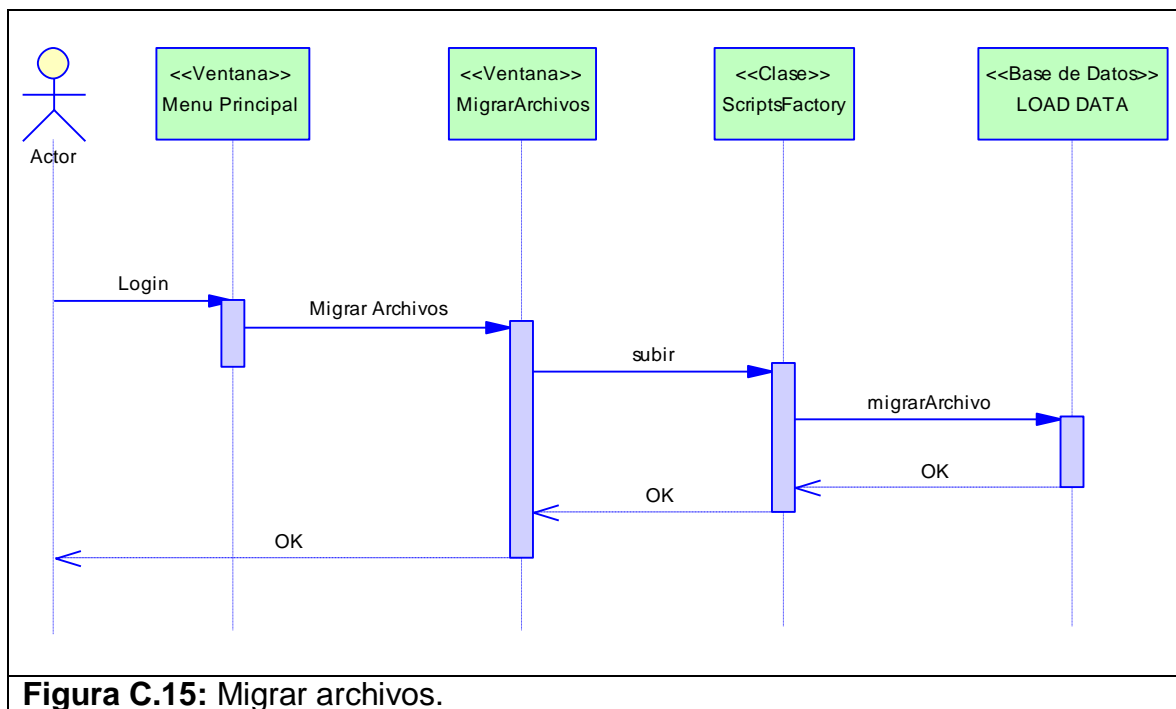 <<Ventana>>
Menu Principal
<<Ventana>>
MigrarArchivos
<<Clase>>
ScriptsFactory
<<Base de Datos>>
LOAD DATA
Actor
Login
Migrar Archivos
subir
migrarArchivo
OK
OK
OK
Figura C.15: Migrar archivos.